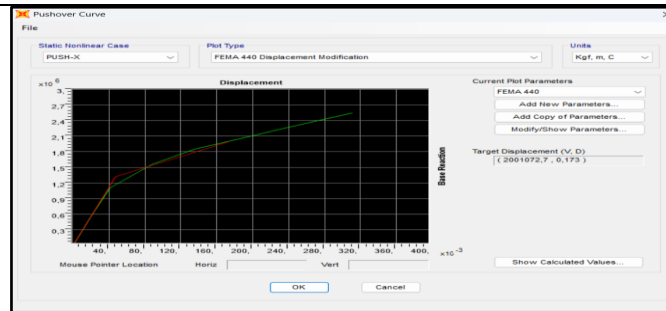 Pushover Curve
File
Static Nonlinear Case
PUSH-X
Plot Type
FEMA 440 Displacement Modification
Units
Kgf, m, C
x10 6
Displacement
3,
2,7
2,4
2,1
1,8
1,5
1,2
0,9
0,6
0,3
Base Reaction
40, 80, 120, 160, 200, 240, 280, 320, 360, 400, x10 -3
Mouse Pointer Location Horiz Vert
Current Plot Parameters
FEMA 440
Add New Parameters...
Add Copy of Parameters...
Modify/Show Parameters...
Target Displacement (V, D)
( 2001072,7 , 0,173 )
Show Calculated Values...
OK Cancel